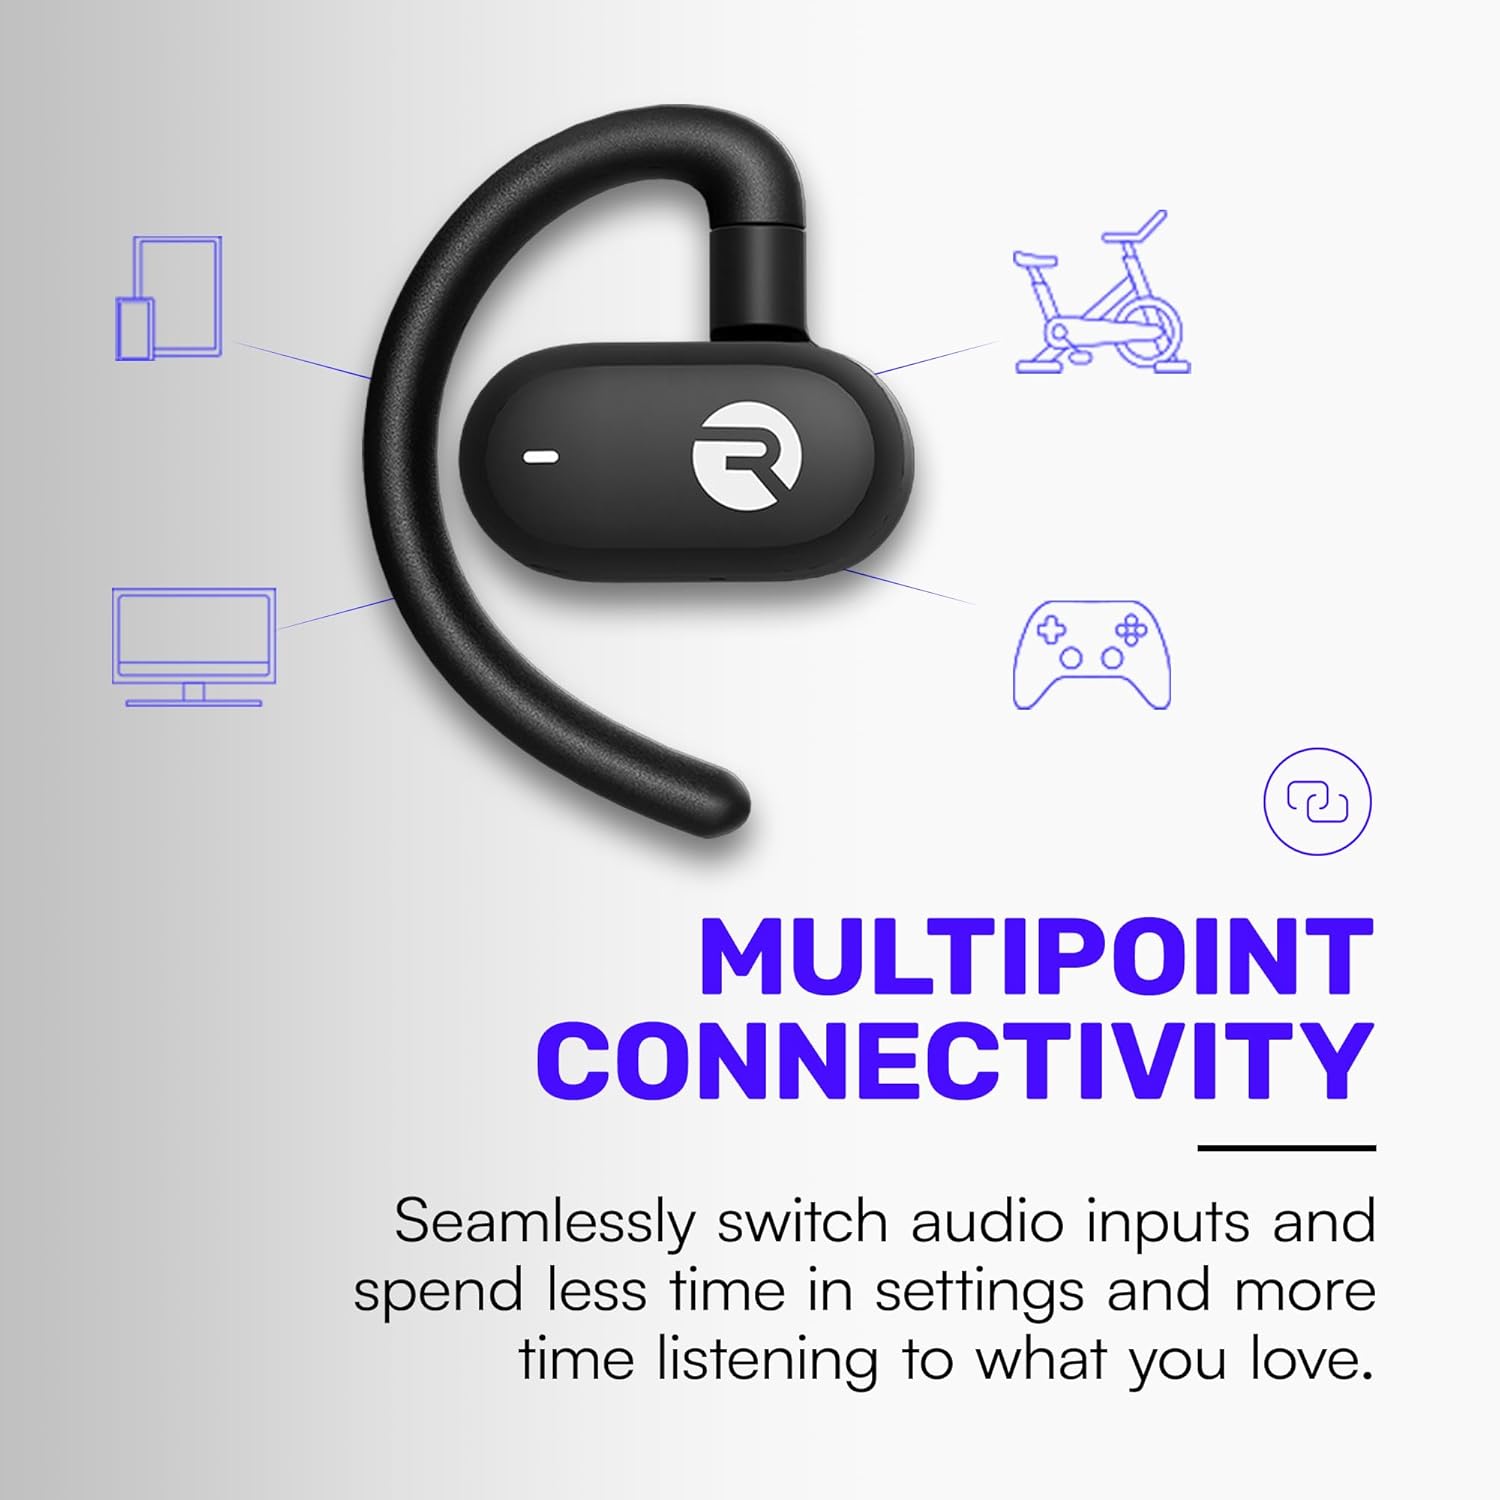 R
MULTIPOINT
CONNECTIVITY
Seamlessly switch audio inputs and
spend less time in settings and more
time listening to what you love.